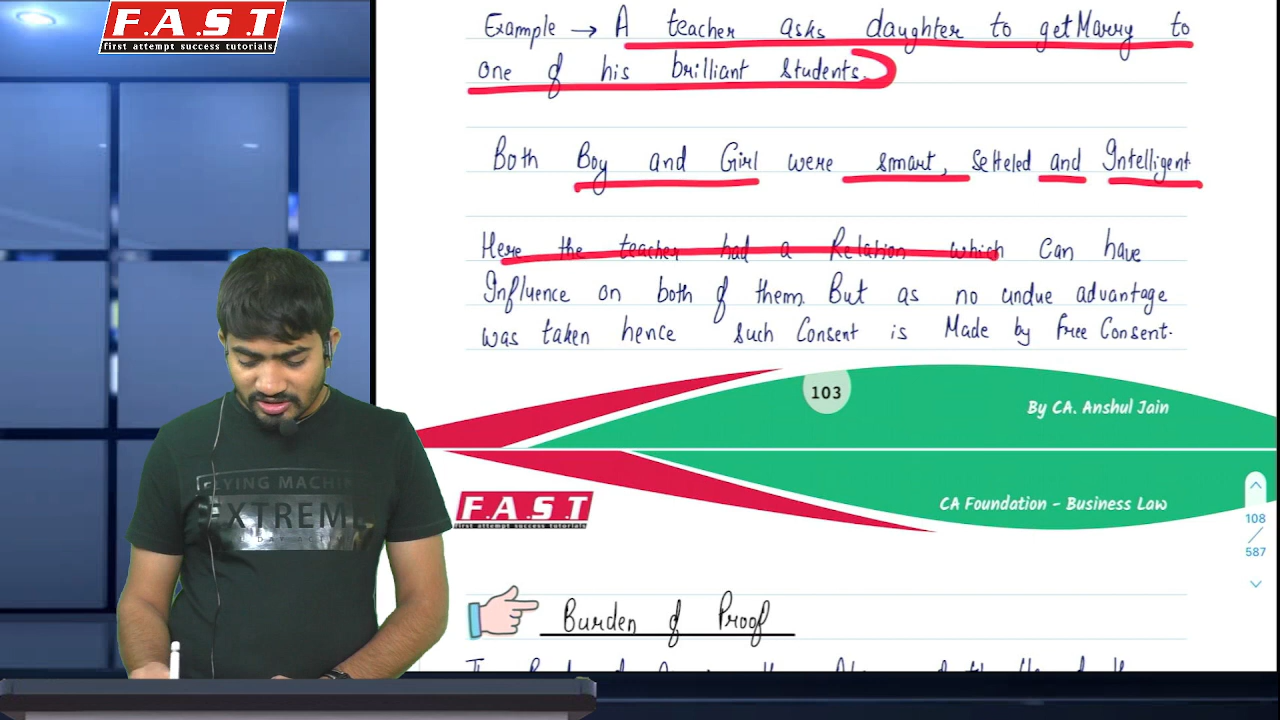 F.A.S.T
first attempt success tutorials
Example → A teacher asks daughter to get Marry to
one of his brilliant students.
Both Boy and Girl were smart, Setteled and Intelligent
Here the teacher had a Relation which Can have
Influence on both of them. But as no undue advantage
was taken hence such Consent is Made by free Consent.
103
By CA. Anshul Jain
F.A.S.T
first attempt success tutorials
CA Foundation - Business Law
108
587
Burden of Proof
EXTREME